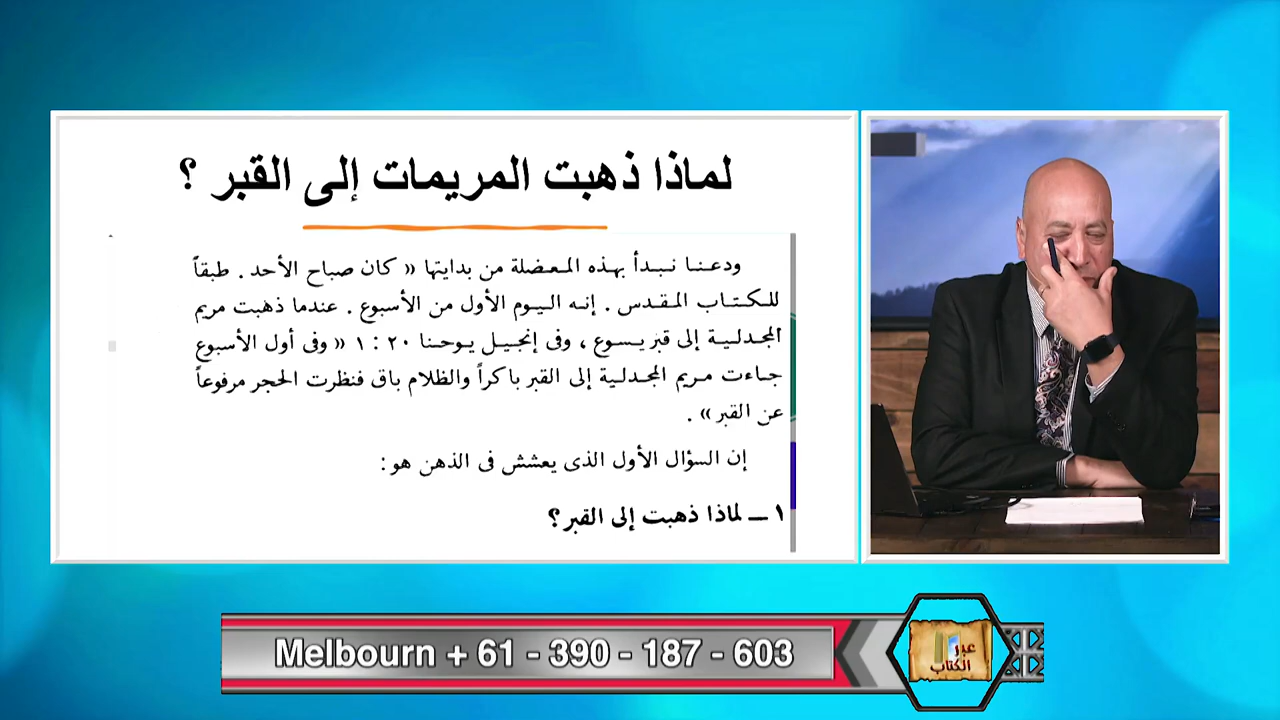 لماذا ذهبت المريمات إلى القبر ؟
ودعنا نبدأ بهذه المعضلة من بدايتها « كان صباح الأحد . طبقاً
للكتاب المقدس . إنه اليوم الأول من الأسبوع . عندما ذهبت مريم
المجدلية إلى قبر يسوع ، وفى إنجيل يوحنا ٢٠ : ١ « وفى أول الأسبوع
جاءت مريم المجدلية إلى القبر باكراً والظلام باق فنظرت الحجر مرفوعاً
عن القبر » .
إن السؤال الأول الذى يعشش فى الذهن هو :
١ ــ لماذا ذهبت إلى القبر ؟
Melbourn + 61 - 390 - 187 - 603
عبر
الكتاب